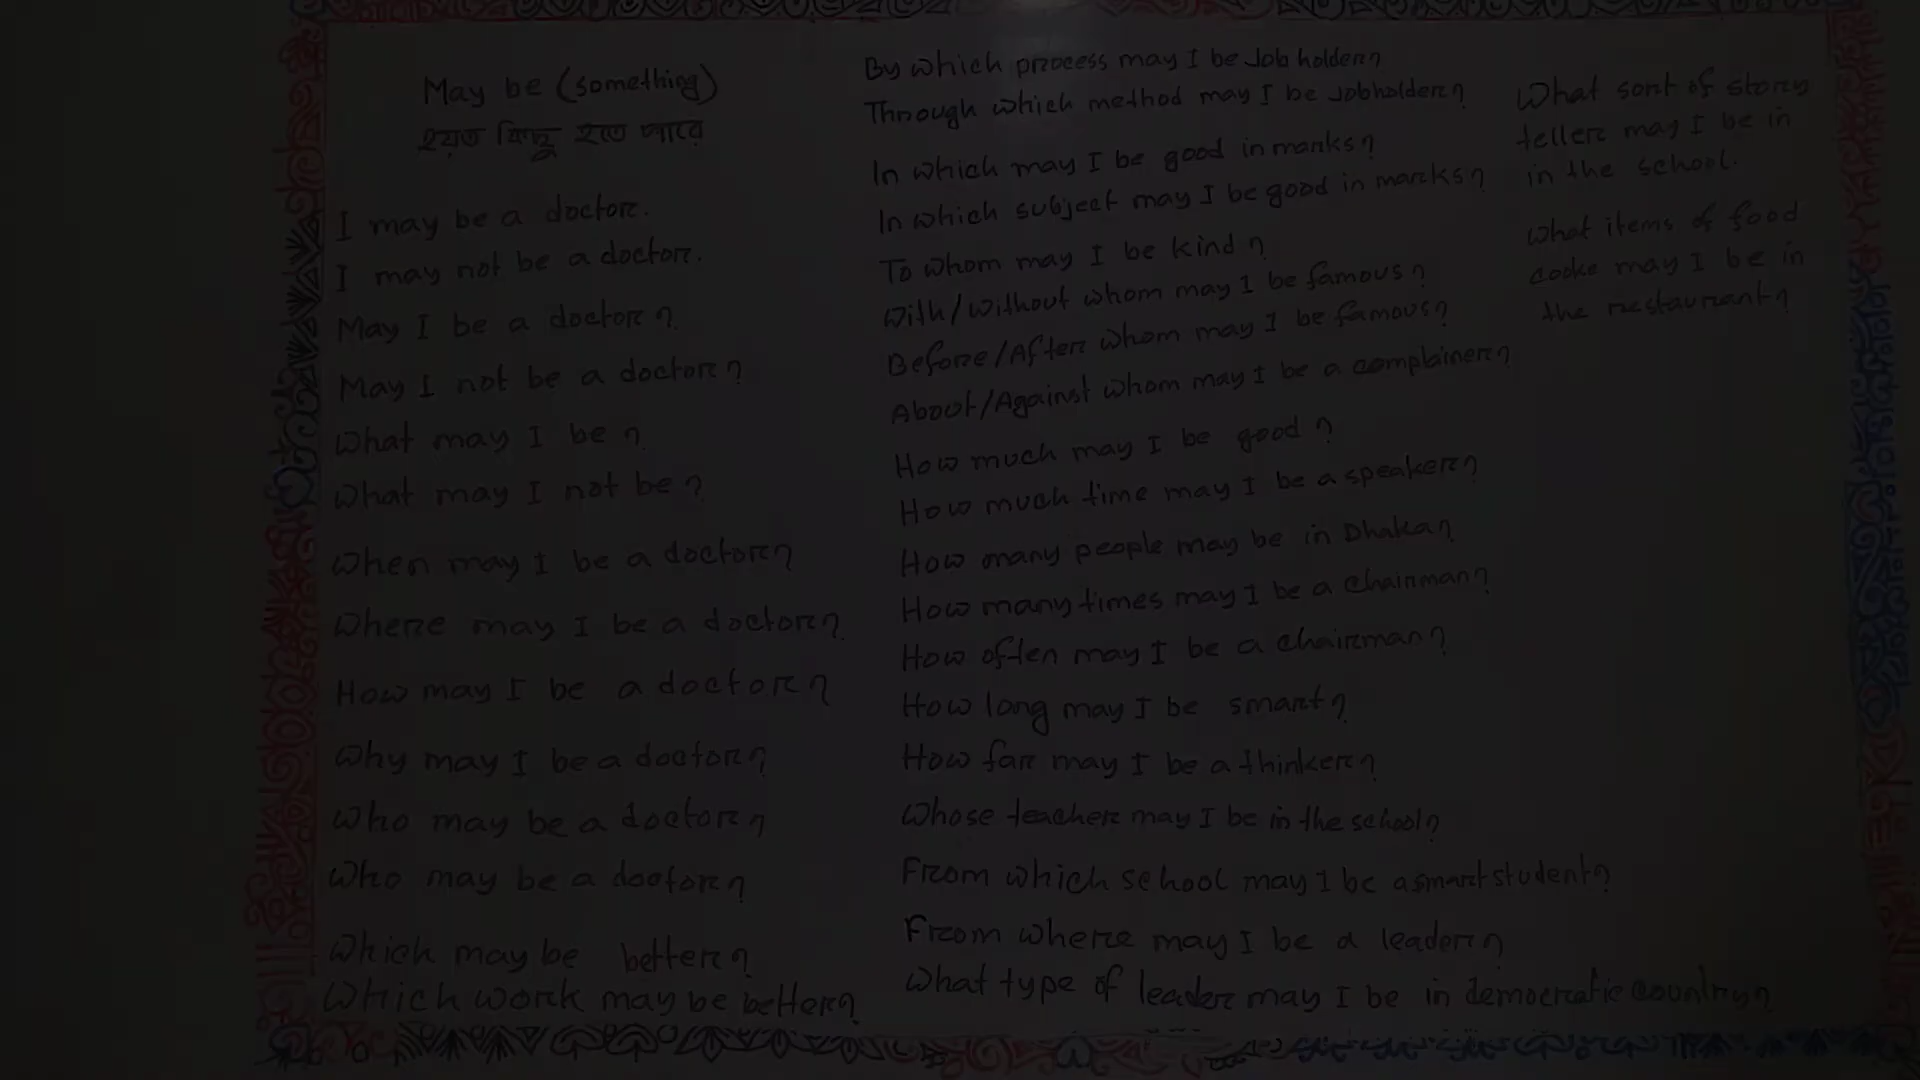 May be (something)
হয়ত কিছু হতে পারে
I may be a doctor.
I may not be a doctor.
May I be a doctor?
May I not be a doctor?
What may I be?
What may I not be?
When may I be a doctor?
Where may I be a doctor?
How may I be a doctor?
Why may I be a doctor?
Who may be a doctor?
Who may be a doctor?
Which may be better?
Which work may be better?
By which process may I be Job holder?
Through which method may I be Jobholder?
In which may I be good in marks?
In which subject may I be good in marks?
To whom may I be kind?
With/without whom may I be famous?
Before/After whom may I be famous?
About/Against whom may I be a complainer?
How much may I be good?
How much time may I be a speaker?
How many people may be in Dhaka?
How many times may I be a Chairman?
How often may I be a Chairman?
How long may I be smart?
How far may I be a thinker?
Whose teacher may I be in the school?
From which school may I be a smart student?
From where may I be a leader?
What type of leader may I be in democratic country?
What sort of story
teller may I be in
in the school.
What items of food
cooke may I be in
the restaurant?